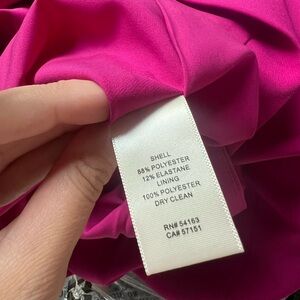 SHELL
88% POLYESTER
12% ELASTANE
LINING
100% POLYESTER
DRY CLEAN
RN# 54163
CA# 57151